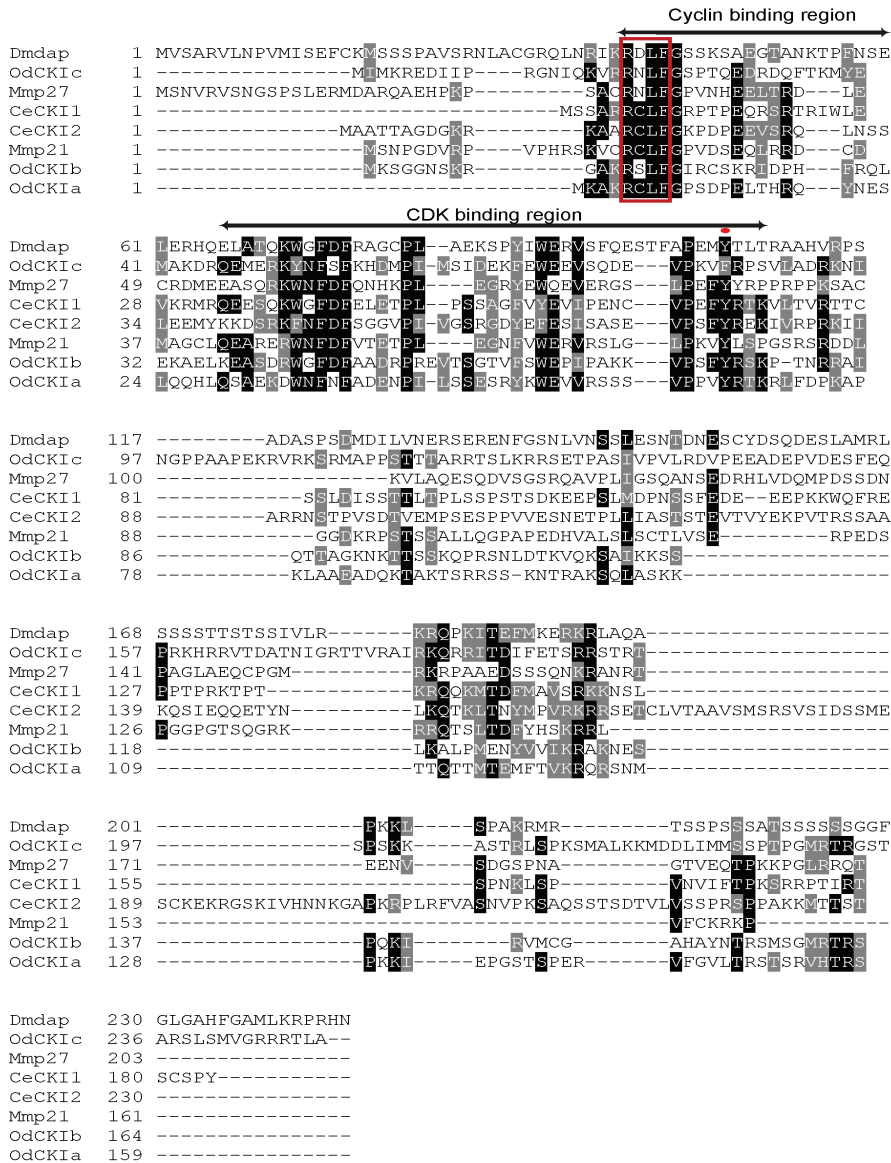 Cyclin binding region
Dmdap 1 MVSARVLNPVMISEFCKMSSSPAVSRNLACGRQLNRIKRDLFGSSKSAEGTANKTPFNSE
OdCKIc 1 ----------------MIMKREDIIP-----RGNIQKVRRNLFGSPTQEDRDQFTKMYE-
Mmp27 1 MSNVRVSNGSPSLERMDARQAEHPKP---------SACRNLFGPVNHEELTRD---LE--
CeCKI1 1 ----------------------------------MSSARCLFGRPTPEQRSRTRIWLE--
CeCKI2 1 ---------------MAATTAGDGKR---------KAARCLFGKPDPEEVSRQ---LNSS
Mmp21 1 -----------------MSNPGDVRP----VPHRSKVCRCLFGPVDSEQLRRD---CD--
OdCKIb 1 -----------------MKSGGNSKR---------GAKRSLFGIRCSKRIDPH--FRQL-
OdCKIa 1 ----------------------------------MKAKRCLFGPSDPELTHRQ---YNES
CDK binding region
Dmdap 61 LERHQELATQKWGFDFRAGCPL--AEKSPYIWERVSFQESTFAPEMYTLTRAAHVRPS
OdCKIc 41 MAKDRQEMERKYNFSFKHDMPI--MSIDEKFEWEEVSQDE---VPKVFRPSVLADRKNI
Mmp27 49 CRDMEEASQRKWNFDFQNHKPL----EGRYEWQEVERGS---LPEFYYRPPRPPKSAC
CeCKI1 28 VKRMRQEESQKWGFDFELETPL--PSSAGFVYEVIPENC---VPEFYRTKVLTVRTTC
CeCKI2 34 LEEMYKKDSRKFNFDFSGGVPI-VGSRGDYEFESISASE---VPSFYREKIVRPRKII
Mmp21 37 MAGCLQEARERWNFDFVTETPL----EGNFVWERVRSLG---LPKVYLSPGSRSRDDL
OdCKIb 32 EKAELKEASDRWGFDFAADRPREVTSGTVFSWEPIPAKK---VPSFYRSKP-TNRRAI
OdCKIa 24 LQQHLQSAEKDWNFNFADENPI-LSSESRYKWEVVRSSS---VPPVYRTKRLFDPKAP
Dmdap 117 ---------ADASPSDMDILVNERSERENFGSNLVNSSLESNTDNESCYDSQDESLAMRL
OdCKIc 97 NGPPAAPEKRVRKSRMAPPSTTTARRTSLKRRSETPASIVPVLRDVPEEADEPVDESFEQ
Mmp27 100 -----------------KVLAQESQDVSGSRQAVPLIGSQANSEDRHLVDQMPDSSDN
CeCKI1 81 ------------SSLDISSTTLTPLSSPSTSDKEEPSLMDPNSSFEDE--EEPKKWQFRE
CeCKI2 88 ---------ARRNSTPVSDTVEMPSESPPVVESNETPLLIASTSTEVTVYEKPVTRSSAA
Mmp21 88 ------------GGDKRPSTSSALLQGPAPEDHVALSLSCTLVSE--------RPEDS
OdCKIb 86 -----------QTTAGKNKTTSSKQPRSNLDTKVQKSAIKKSS---------------
OdCKIa 78 -----------KLAAEADQKTAKTSRRSS-KNTRAKSQLASKK---------------
Dmdap 168 SSSSTTSTSSIVLR-------KRQPKITEFMKERKRLAQA--------------------
OdCKIc 157 PRKHRRVTDATNIGRTTVRAIRKQRRITDIFETSRRSTRT--------------------
Mmp27 141 PAGLAEQCPGM----------RKRPAAEDSSSQNKRANRT--------------------
CeCKI1 127 PPTPRKTPT------------KRQQKMTDFMAVSRKKNSL--------------------
CeCKI2 139 KQSIEQQETYN----------LKQTKLTNYMPVRKRRSETCLVTAAVSMSRSVSIDSSME
Mmp21 126 PGGPGTSQGRK----------RRQTSLTDFYHSKRRL-----------------------
OdCKIb 118 ---------------------LKALPMENYVVIKRAKNES--------------------
OdCKIa 109 ---------------------TTQTTMTEMFTVKRQRSNM--------------------
Dmdap 201 -----------------PKKL-----SPAKRMR-----------TSSPSSSATSSSSSSGGF
OdCKIc 197 ----------------SPSKK-----ASTRLSPKSMALKKMDDLIMMSSPTPGMRTRGST
Mmp27 171 -----------------EENV-----SDGSPNA-----------GTVEQTPKKPGLRRQT
CeCKI1 155 --------------------------SPNKLSP-----------VNVIFTPKSRRPTIRT
CeCKI2 189 SCKEKRGSKIVHNNKGAPKRPLRFVASNVPKSAQSSTSDTVLVSSPRSPPAKKMTTST
Mmp21 153 ------------------------------------------VFCKRKP---------
OdCKIb 137 -----------------PQKI--------RVMCG---------AHAYNTRSMSGMRTRS
OdCKIa 128 -----------------PKKI-----EPGSTSPER--------VFGVLTRSTSRVHTRS
Dmdap 230 GLGAHFGAMLKRPRHN
OdCKIc 236 ARSLSMVGRRRTLA--
Mmp27 203 ----------------
CeCKI1 180 SCSPY-----------
CeCKI2 230 ----------------
Mmp21 161 ----------------
OdCKIb 164 ----------------
OdCKIa 159 ----------------